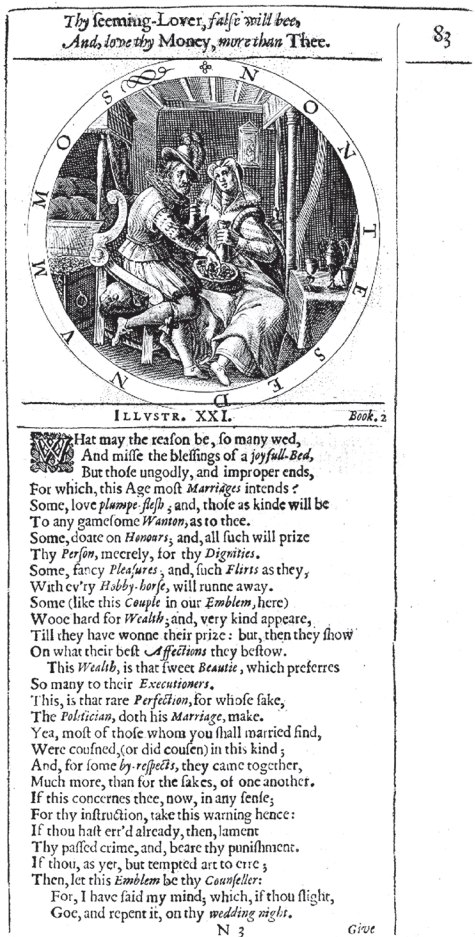 Thy ſeeming-Lover, falſe will bee,
And, love thy Money, more than Thee.
83
NON TE SED NVMMOS
ILLVSTR. XXI. Book. 2
WHat may the reaſon be, ſo many wed,
And miſſe the bleſſings of a joyfull-Bed,
But thoſe ungodly, and improper ends,
For which, this Age moſt Marriages intends?
Some, love plumpe-fleſh; and, thoſe as kinde will be
To any gameſome Wanton, as to thee.
Some, doate on Honours; and, all ſuch will prize
Thy Perſon, meerely, for thy Dignities.
Some, fancy Pleaſures; and, ſuch Flirts as they,
With ev'ry Hobby-horſe, will runne away.
Some (like this Couple in our Emblem, here)
Wooe hard for Wealth; and, very kind appeare,
Till they have wonne their prize: but, then they ſhow
On what their beſt Affections they beſtow.
This Wealth, is that ſweet Beautie, which preferres
So many to their Executioners.
This, is that rare Perfection, for whoſe ſake,
The Politician, doth his Marriage, make.
Yea, moſt of thoſe whom you ſhall married find,
Were couſned, (or did couſen) in this kind;
And, for ſome by-reſpects, they came together,
Much more, than for the ſakes, of one another.
If this concernes thee, now, in any ſenſe;
For thy inſtruction, take this warning hence:
If thou haſt err'd already, then, lament
Thy paſſed crime, and, beare thy puniſhment.
If thou, as yet, but tempted art to erre;
Then, let this Emblem be thy Counſeller:
For, I have ſaid my mind; which, if thou ſlight,
Goe, and repent it, on thy wedding night.
N 3 Give